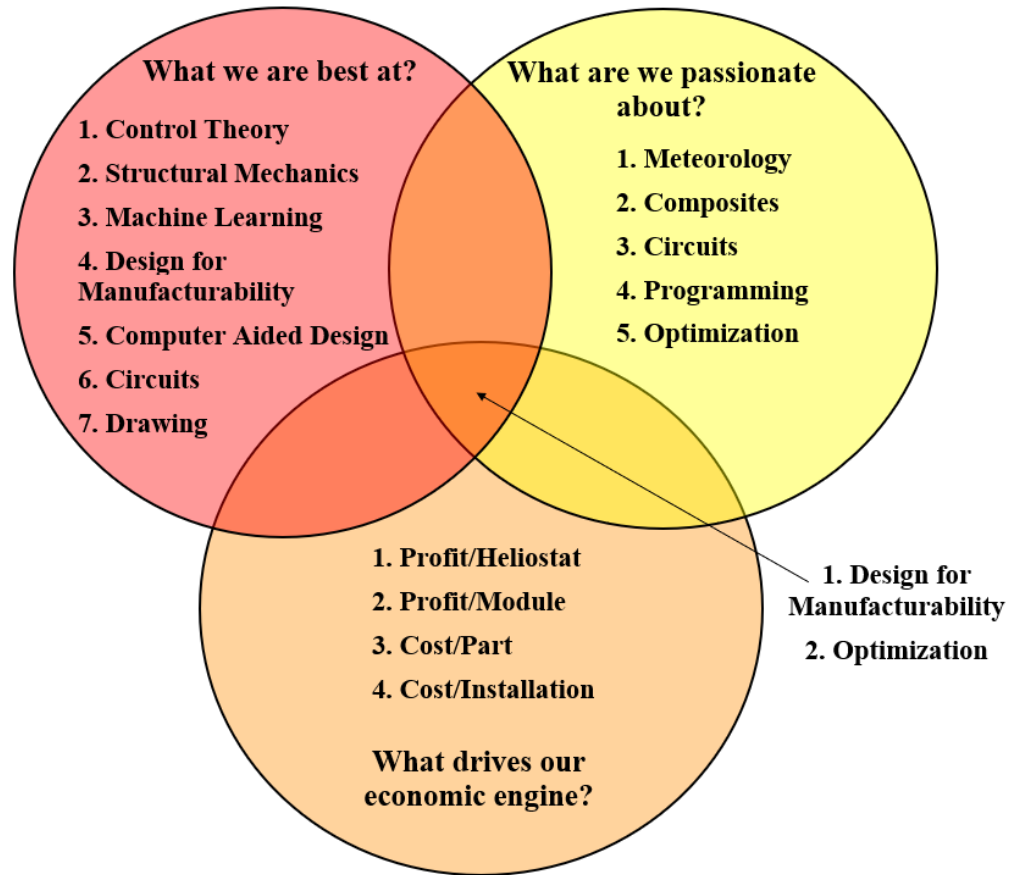 What we are best at?
1. Control Theory
2. Structural Mechanics
3. Machine Learning
4. Design for
Manufacturability
5. Computer Aided Design
6. Circuits
7. Drawing
What are we passionate
about?
1. Meteorology
2. Composites
3. Circuits
4. Programming
5. Optimization
1. Profit/Heliostat
2. Profit/Module
3. Cost/Part
4. Cost/Installation
What drives our
economic engine?
1. Design for
Manufacturability
2. Optimization